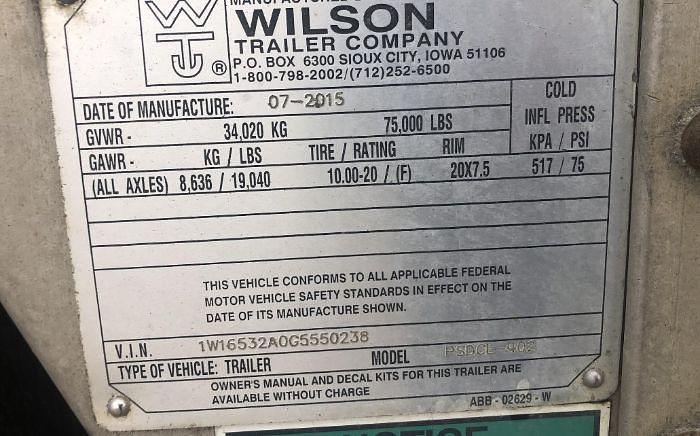 MANUFACTURED
WILSON
TRAILER COMPANY
P.O. BOX 6300 SIOUX CITY, IOWA 51106
1-800-798-2002/(712)252-6500
WT
®
DATE OF MANUFACTURE: 07-2015
COLD
INFL PRESS
KPA / PSI
GVWR - 34,020 KG 75,000 LBS
GAWR - KG / LBS TIRE / RATING RIM
(ALL AXLES) 8,636 / 19,040 10.00-20 / (F) 20X7.5 517 / 75
THIS VEHICLE CONFORMS TO ALL APPLICABLE FEDERAL
MOTOR VEHICLE SAFETY STANDARDS IN EFFECT ON THE
DATE OF ITS MANUFACTURE SHOWN.
V.I.N. 1W16532A0G5550238
TYPE OF VEHICLE: TRAILER MODEL PSDCL-402
OWNER'S MANUAL AND DECAL KITS FOR THIS TRAILER ARE
AVAILABLE WITHOUT CHARGE
ABB - 02629 - W
NOTICE